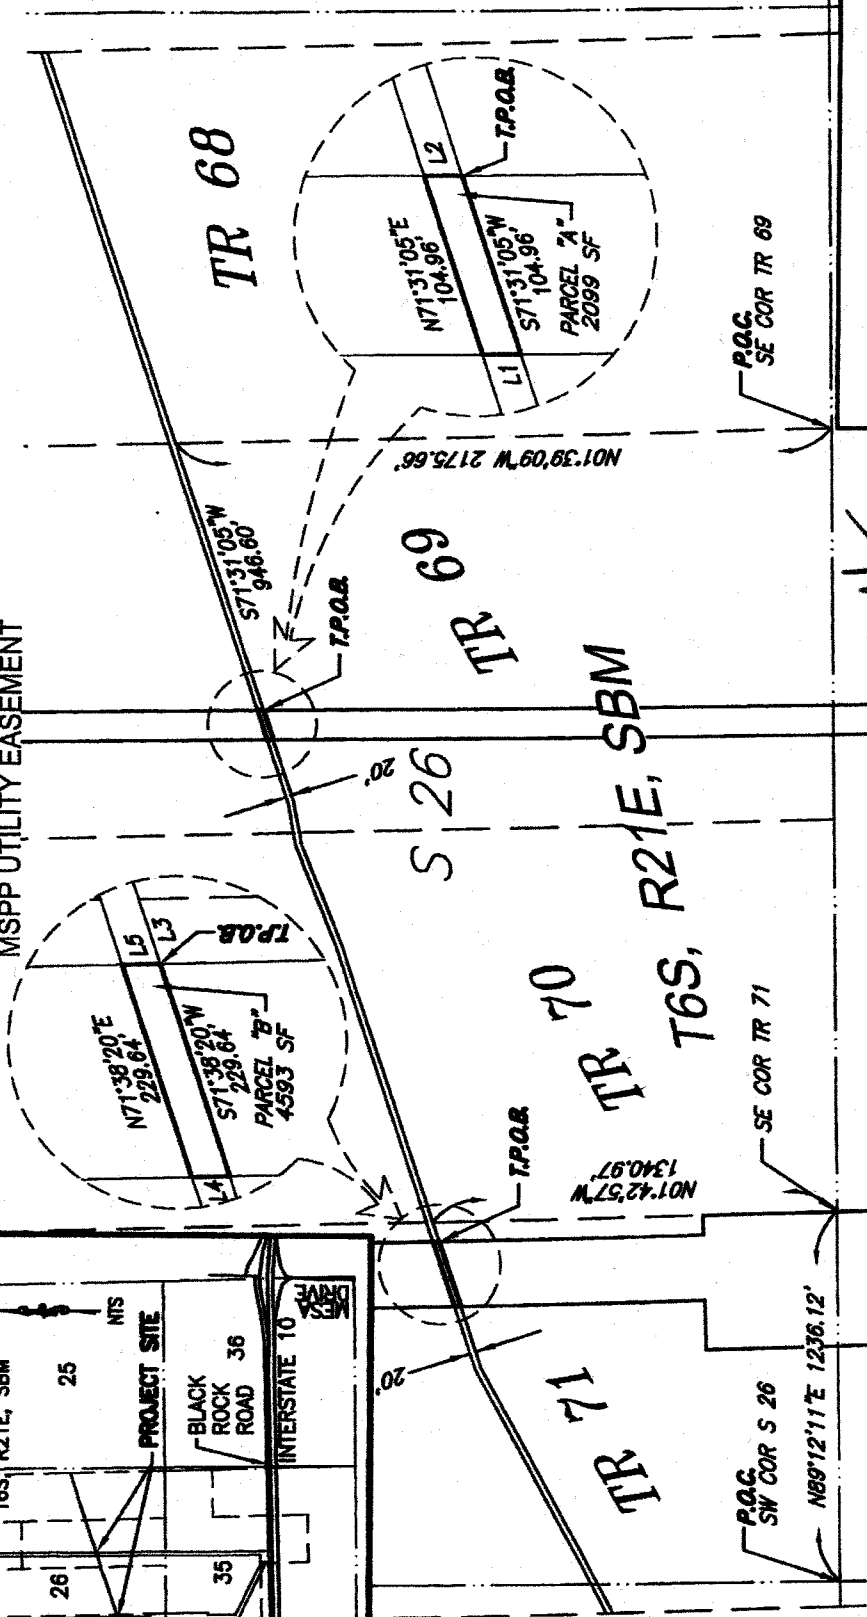 MSPP UTILITY EASEMENT
TR 68
L2
T.P.O.B.
N71°31'05"E
104.96'
S71°31'05"W
104.96'
PARCEL "A"
2099 SF
L1
P.O.C.
SE COR TR 69
N01°39'09"W 2175.66'
S71°31'05"W
946.60'
T.P.O.B.
TR 69
20'
S 26
T6S, R21E, SBM
L5
L3
T.P.O.B.
N71°38'20"E
229.64'
S71°38'20"W
229.64'
PARCEL "B"
4593 SF
L4
TR 70
SE COR TR 71
T.P.O.B.
N01°42'57"W
1340.97'
20'
TR 71
P.O.C.
SW COR S 26
N89°12'11"E 1236.12'
T6S, R21E, SBM
25
NTS
PROJECT SITE
BLACK
ROCK
ROAD
36
INTERSTATE 10
MESA
DRIVE
26
35